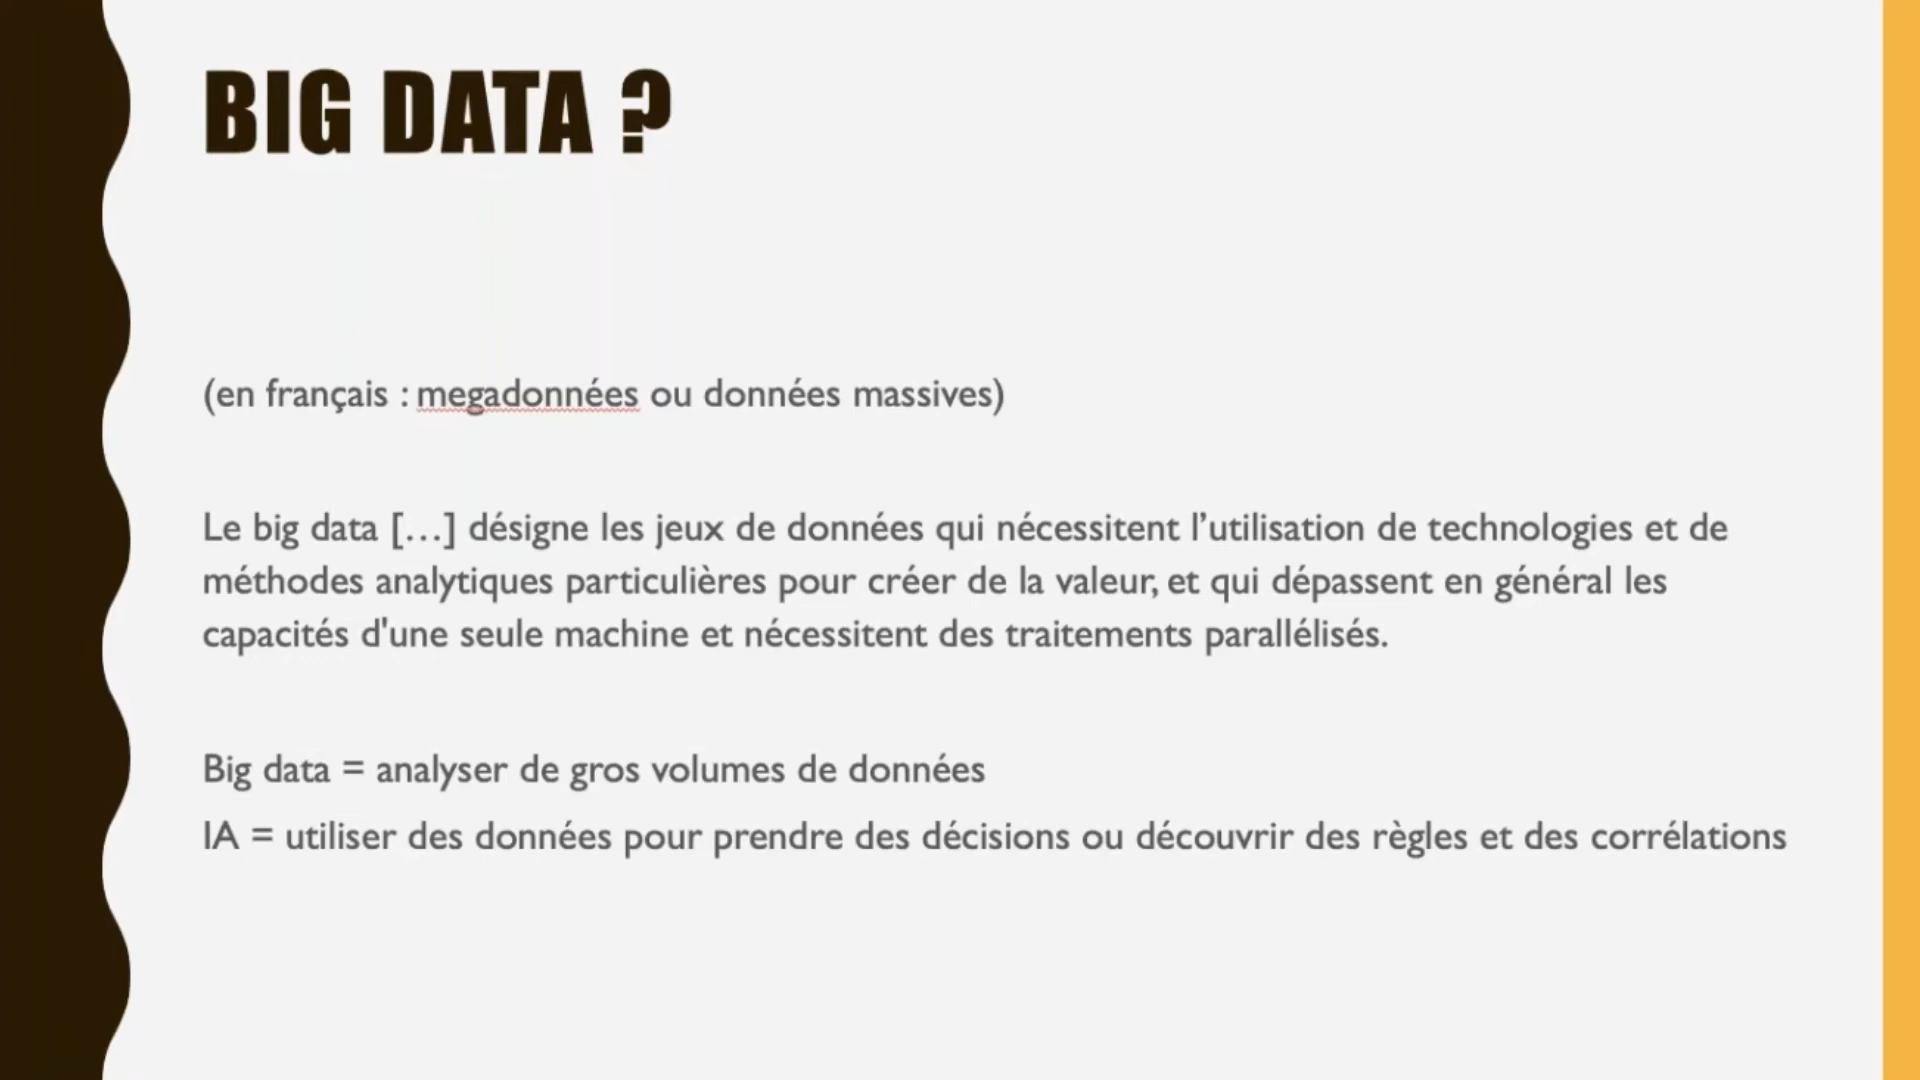 BIG DATA ?
(en français : megadonnées ou données massives)
Le big data […] désigne les jeux de données qui nécessitent l’utilisation de technologies et de
méthodes analytiques particulières pour créer de la valeur, et qui dépassent en général les
capacités d'une seule machine et nécessitent des traitements parallélisés.
Big data = analyser de gros volumes de données
IA = utiliser des données pour prendre des décisions ou découvrir des règles et des corrélations